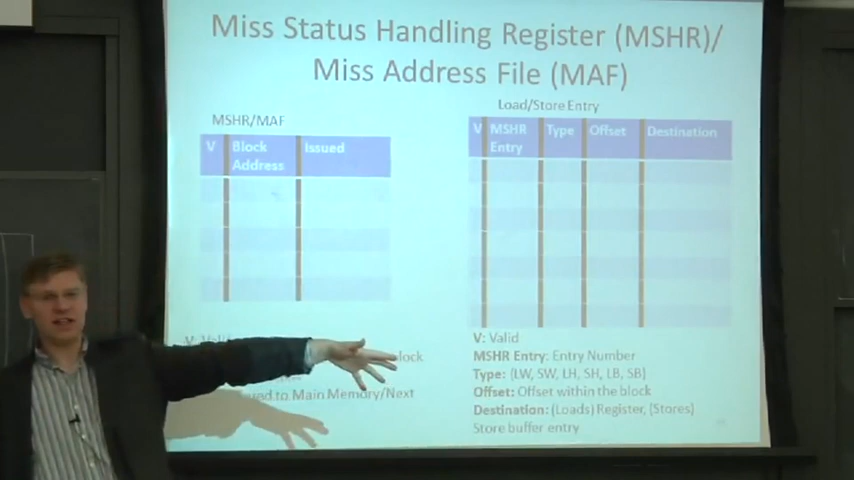 Miss Status Handling Register (MSHR)/
Miss Address File (MAF)
MSHR/MAF
V Block Address Issued
Load/Store Entry
V MSHR Entry Type Offset Destination
V: Valid
to Main Memory/Next
V: Valid
MSHR Entry: Entry Number
Type: {LW, SW, LH, SH, LB, SB}
Offset: Offset within the block
Destination: (Loads) Register, (Stores)
Store buffer entry